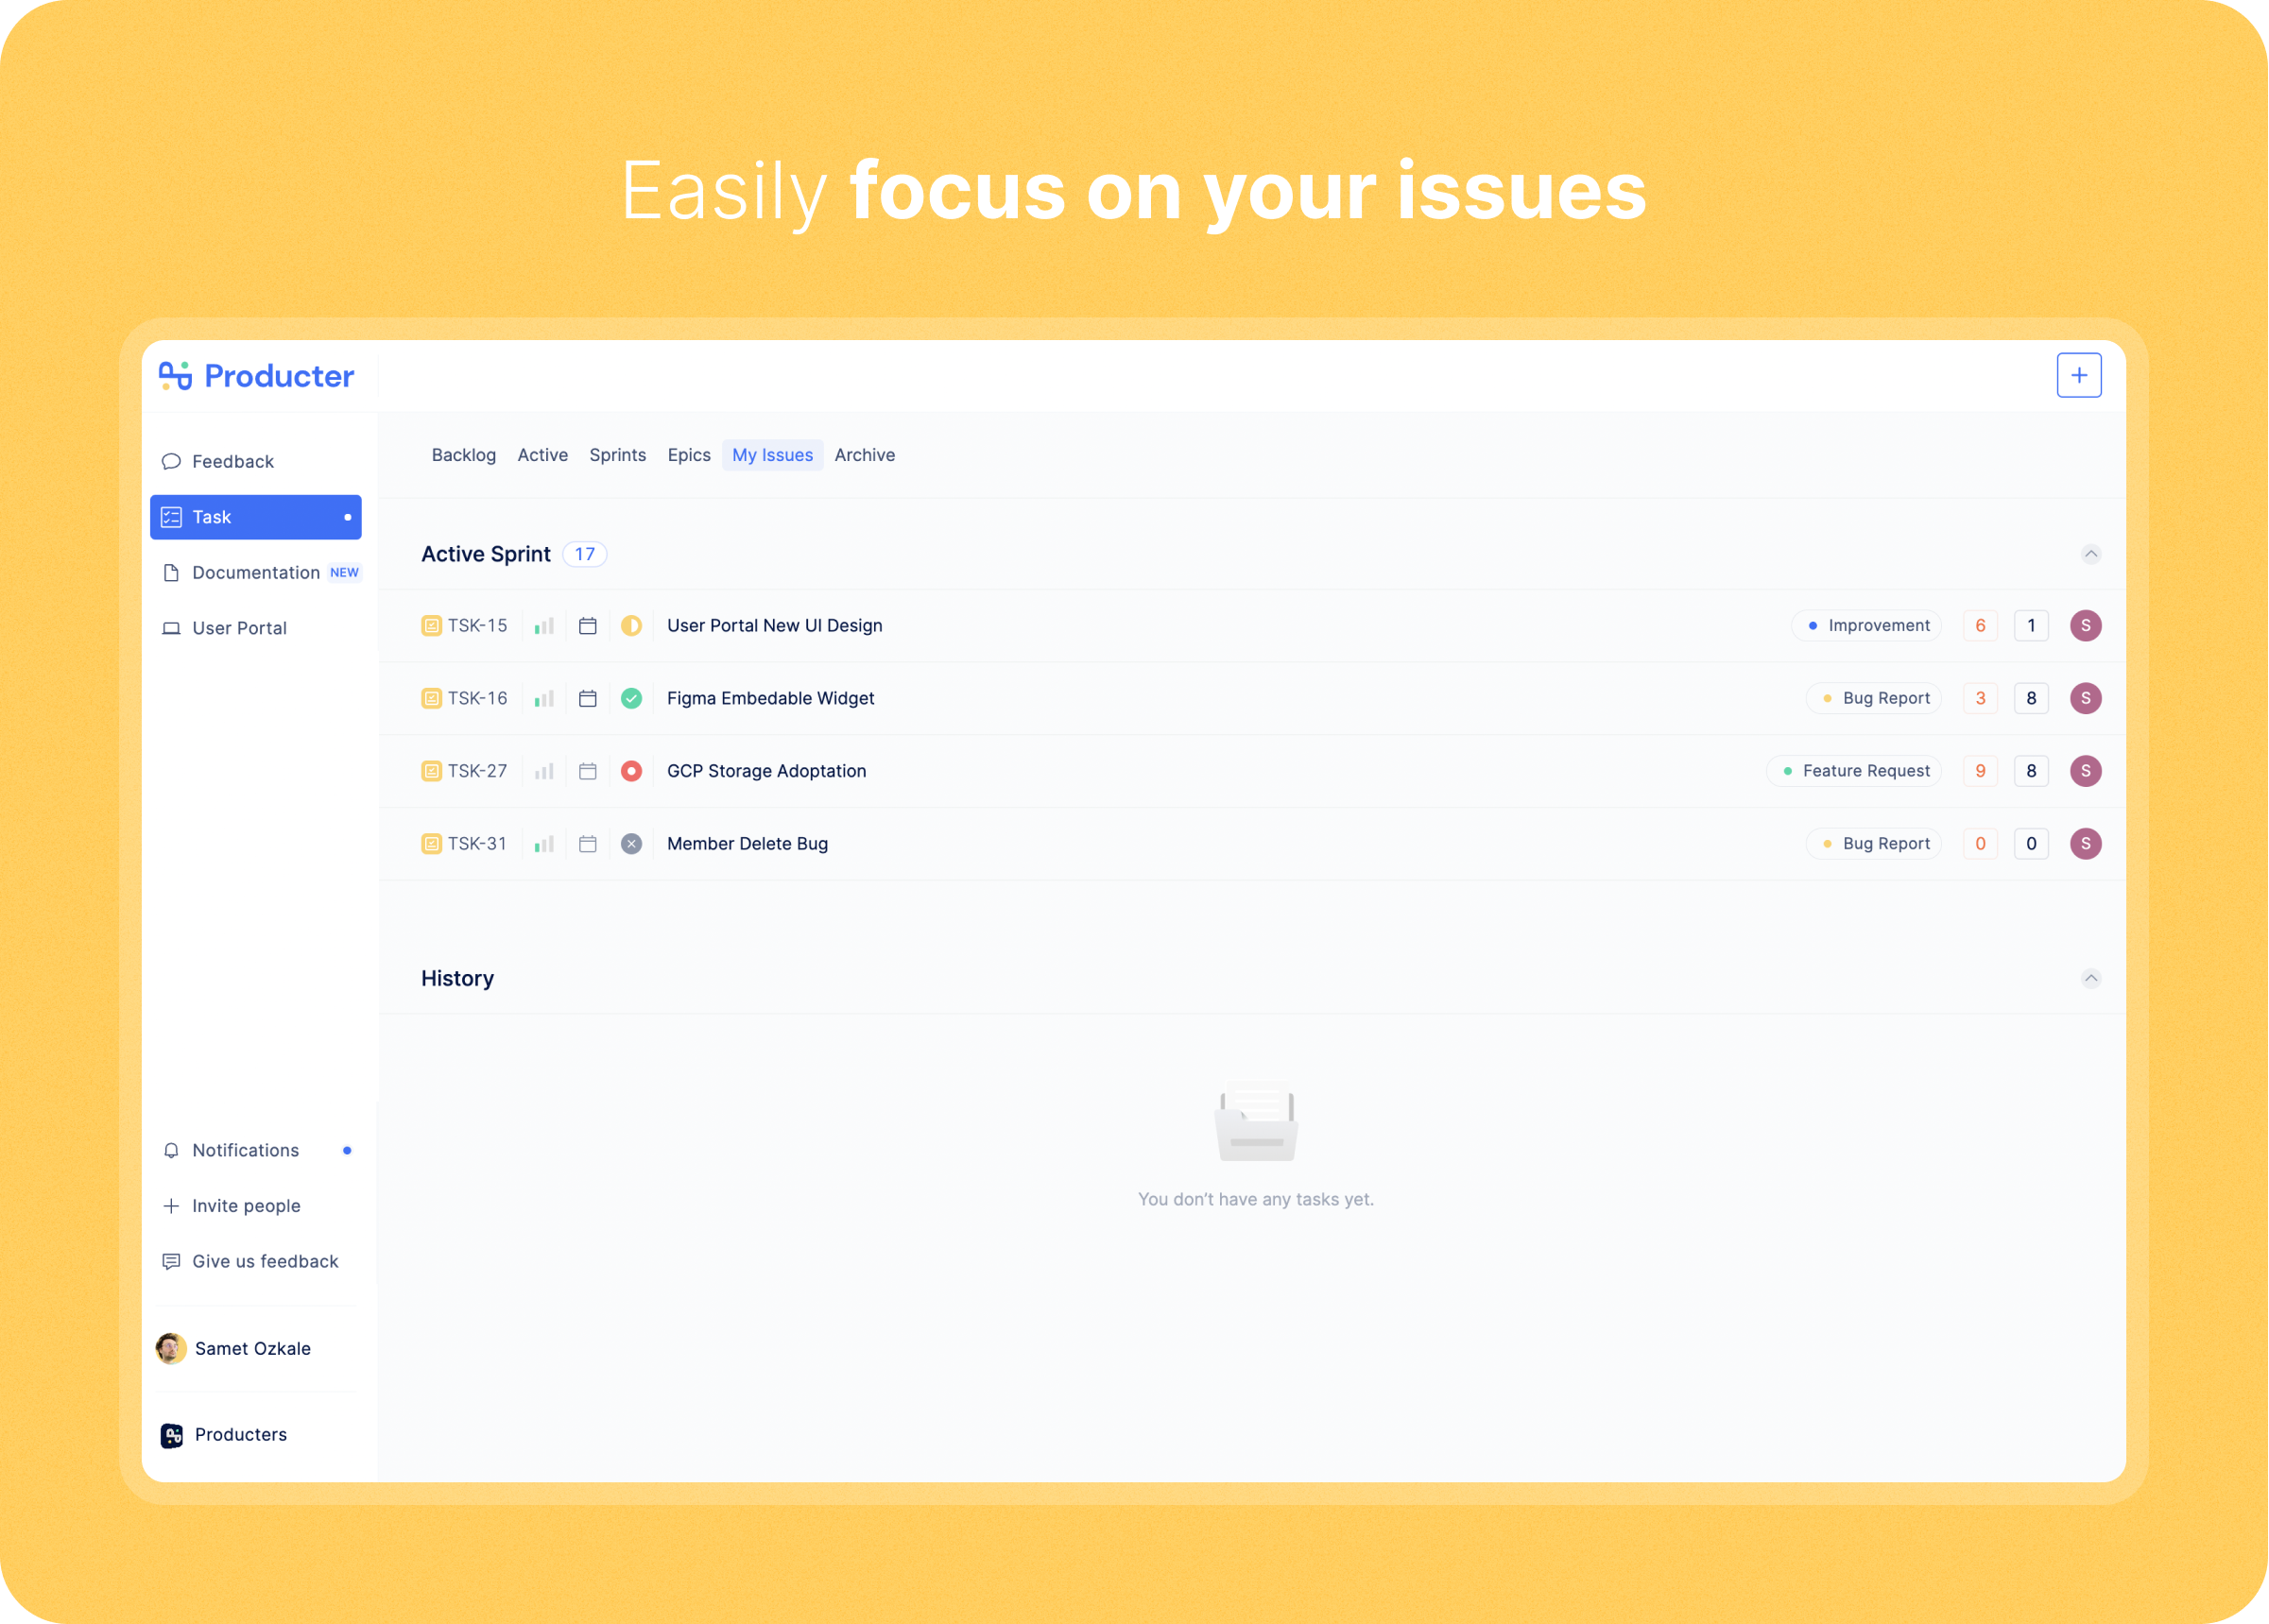 Easily focus on your issues
Producter
Feedback
Task
Documentation NEW
User Portal
Backlog Active Sprints Epics My Issues Archive
Active Sprint 17
TSK-15 User Portal New UI Design Improvement 6 1 S
TSK-16 Figma Embedable Widget Bug Report 3 8 S
TSK-27 GCP Storage Adoptation Feature Request 9 8 S
TSK-31 Member Delete Bug Bug Report 0 0 S
History
You don’t have any tasks yet.
Notifications
Invite people
Give us feedback
Samet Ozkale
Producters